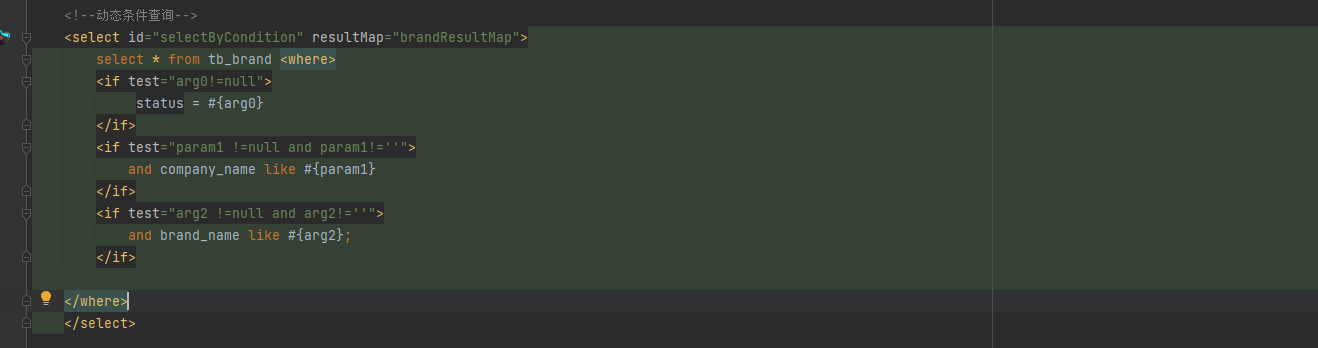 <!--动态条件查询-->
<select id="selectByCondition" resultMap="brandResultMap">
select * from tb_brand <where>
<if test="arg0!=null">
status = #{arg0}
</if>
<if test="param1 !=null and param1!=''">
and company_name like #{param1}
</if>
<if test="arg2 !=null and arg2!=''">
and brand_name like #{arg2};
</if>
</where>
</select>